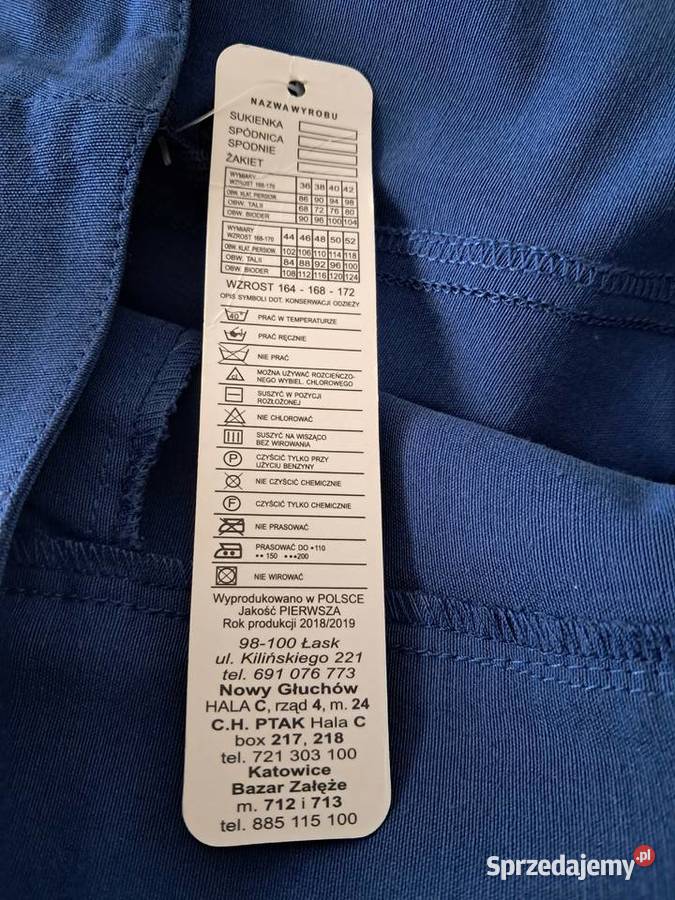 NAZWA WYROBU
SUKIENKA
SPÓDNICA
SPODNIE
ŻAKIET
WYMIARY
WZROST 168-170 36 38 40 42
OBW. KLAT. PIERSIOW. 86 90 94 98
OBW. TALII 68 72 76 80
OBW. BIODER 90 96 100 104
WYMIARY
WZROST 168-170 44 46 48 50 52
OBW. KLAT. PIERSIOW. 102 106 110 114 118
OBW. TALII 84 88 92 96 100
OBW. BIODER 108 112 116 120 124
WZROST 164 - 168 - 172
OPIS SYMBOLI DOT. KONSERWACJI ODZIEŻY
40° PRAĆ W TEMPERATURZE
PRAĆ RĘCZNIE
NIE PRAĆ
cl MOŻNA UŻYWAĆ ROZCIEŃCZO-
NEGO WYBIEL. CHLOROWEGO
SUSZYĆ W POZYCJI
ROZŁOŻONEJ
NIE CHLOROWAĆ
SUSZYĆ NA WISZĄCO
BEZ WIROWANIA
P CZYŚCIĆ TYLKO PRZY
UŻYCIU BENZYNY
NIE CZYŚCIĆ CHEMICZNIE
F CZYŚCIĆ TYLKO CHEMICZNIE
NIE PRASOWAĆ
PRASOWAĆ DO •110
•• 150 •••200
NIE WIROWAĆ
Wyprodukowano w POLSCE
Jakość PIERWSZA
Rok produkcji 2018/2019
98-100 Łask
ul. Kilińskiego 221
tel. 691 076 773
Nowy Głuchów
HALA C, rząd 4, m. 24
C.H. PTAK Hala C
box 217, 218
tel. 721 303 100
Katowice
Bazar Załęże
m. 712 i 713
tel. 885 115 100
Sprzedajemy.pl